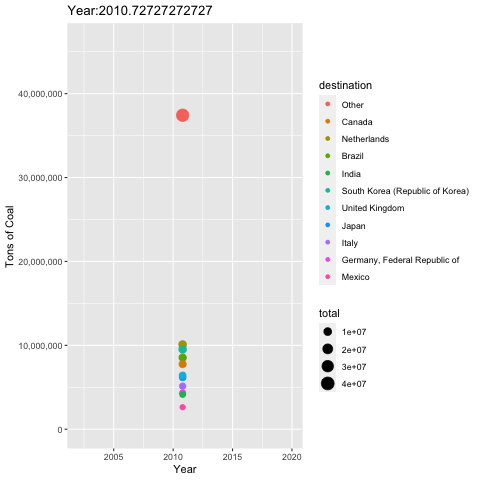 Year:2010.72727272727
Tons of Coal
40,000,000
30,000,000
20,000,000
10,000,000
0
2005
2010
2015
2020
Year
destination
Other
Canada
Netherlands
Brazil
India
South Korea (Republic of Korea)
United Kingdom
Japan
Italy
Germany, Federal Republic of
Mexico
total
1e+07
2e+07
3e+07
4e+07